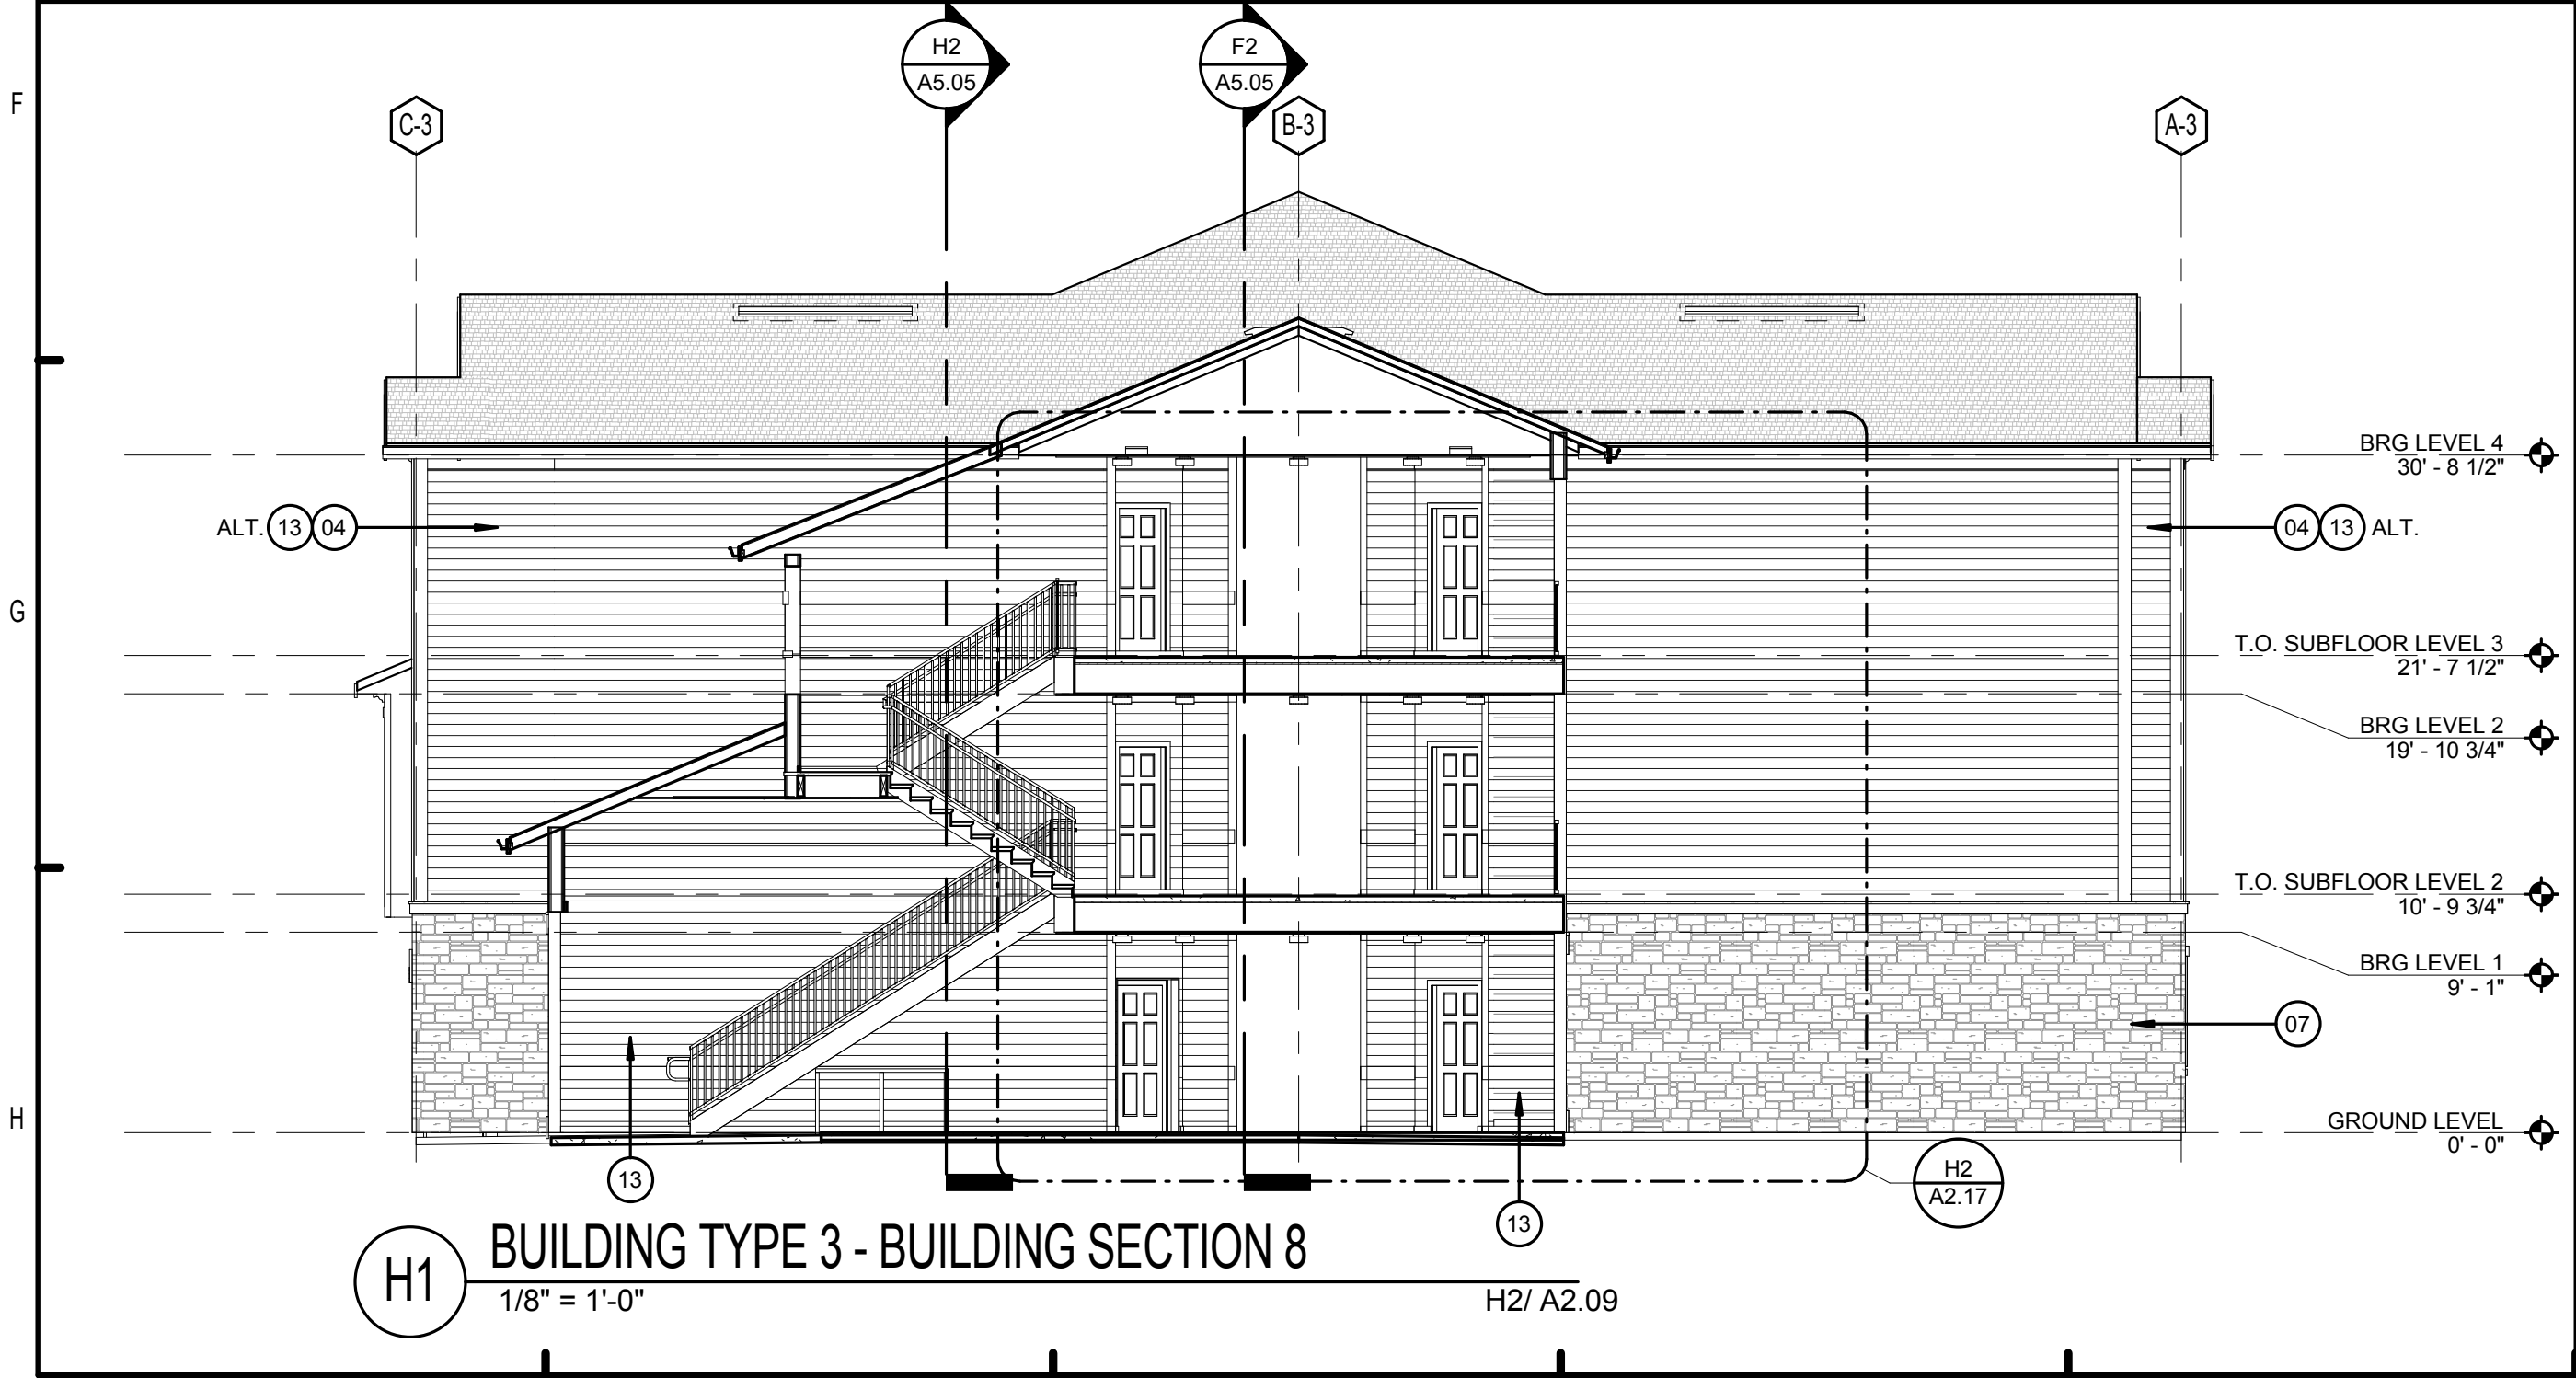 H2
A5.05
F2
A5.05
F
C-3
B-3
A-3
BRG LEVEL 4
30' - 8 1/2"
ALT. 13 04
04 13 ALT.
G
T.O. SUBFLOOR LEVEL 3
21' - 7 1/2"
BRG LEVEL 2
19' - 10 3/4"
T.O. SUBFLOOR LEVEL 2
10' - 9 3/4"
BRG LEVEL 1
9' - 1"
07
H
GROUND LEVEL
0' - 0"
13
H2
A2.17
13
H1
BUILDING TYPE 3 - BUILDING SECTION 8
1/8" = 1'-0"
H2/ A2.09